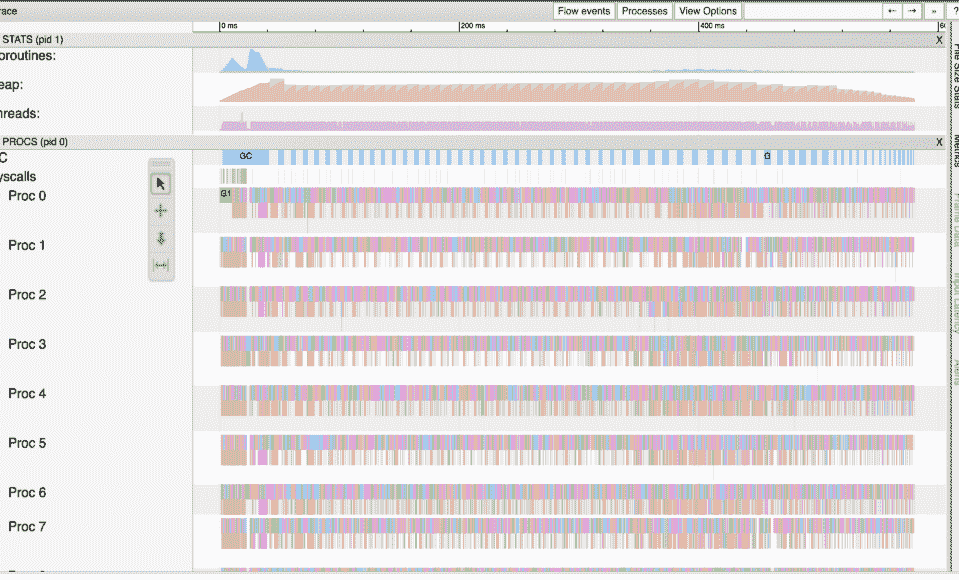 race
Flow events
Processes
View Options
←
→
»
?
0 ms
200 ms
400 ms
STATS (pid 1)
X
oroutines:
eap:
hreads:
PROCS (pid 0)
X
C
GC
G
yscalls
Proc 0
G1
Proc 1
Proc 2
Proc 3
Proc 4
Proc 5
Proc 6
Proc 7
File Size Stats
Metrics
Frame Data
Input Latency
Alerts